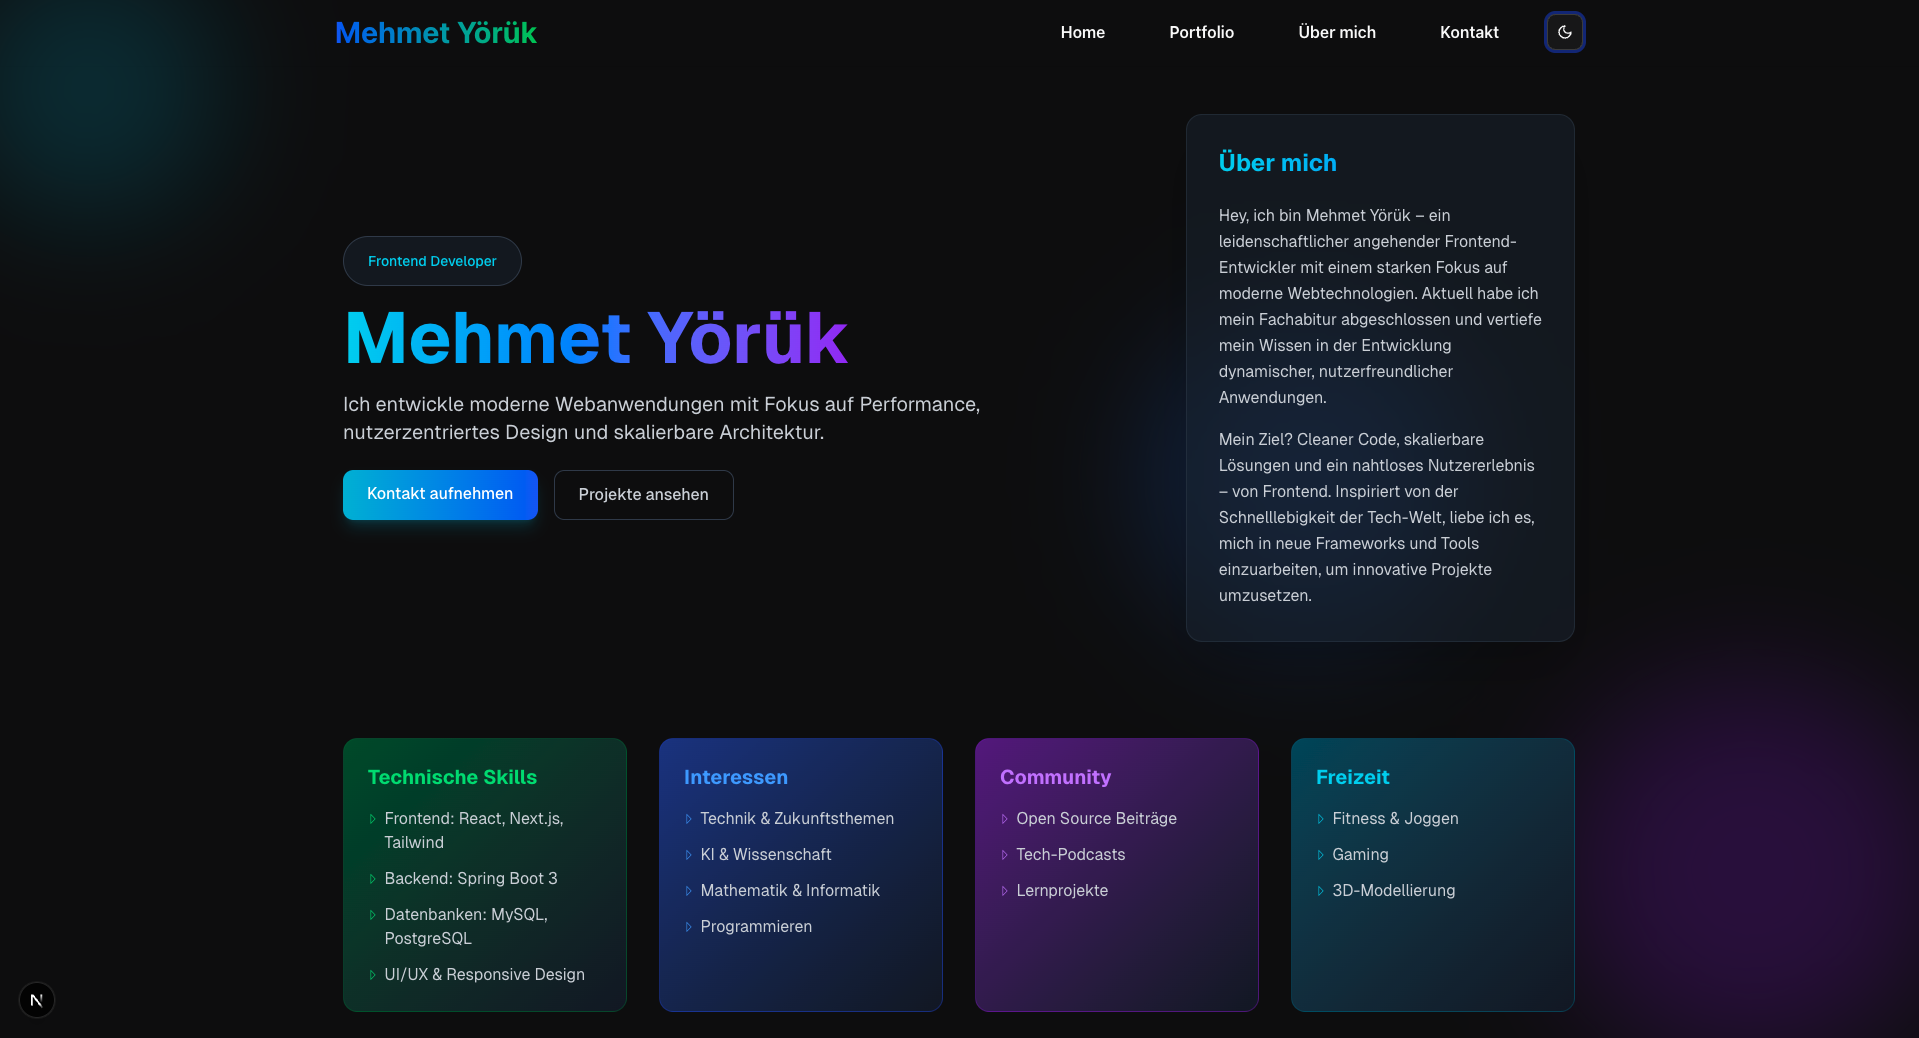 Mehmet Yörük
Home
Portfolio
Über mich
Kontakt
Frontend Developer
Mehmet Yörük
Ich entwickle moderne Webanwendungen mit Fokus auf Performance,
nutzerzentriertes Design und skalierbare Architektur.
Kontakt aufnehmen
Projekte ansehen
Über mich
Hey, ich bin Mehmet Yörük – ein
leidenschaftlicher angehender Frontend-
Entwickler mit einem starken Fokus auf
moderne Webtechnologien. Aktuell habe ich
mein Fachabitur abgeschlossen und vertiefe
mein Wissen in der Entwicklung
dynamischer, nutzerfreundlicher
Anwendungen.
Mein Ziel? Cleaner Code, skalierbare
Lösungen und ein nahtloses Nutzererlebnis
– von Frontend. Inspiriert von der
Schnelllebigkeit der Tech-Welt, liebe ich es,
mich in neue Frameworks und Tools
einzuarbeiten, um innovative Projekte
umzusetzen.
Technische Skills
Frontend: React, Next.js,
Tailwind
Backend: Spring Boot 3
Datenbanken: MySQL,
PostgreSQL
UI/UX & Responsive Design
Interessen
Technik & Zukunftsthemen
KI & Wissenschaft
Mathematik & Informatik
Programmieren
Community
Open Source Beiträge
Tech-Podcasts
Lernprojekte
Freizeit
Fitness & Joggen
Gaming
3D-Modellierung
N